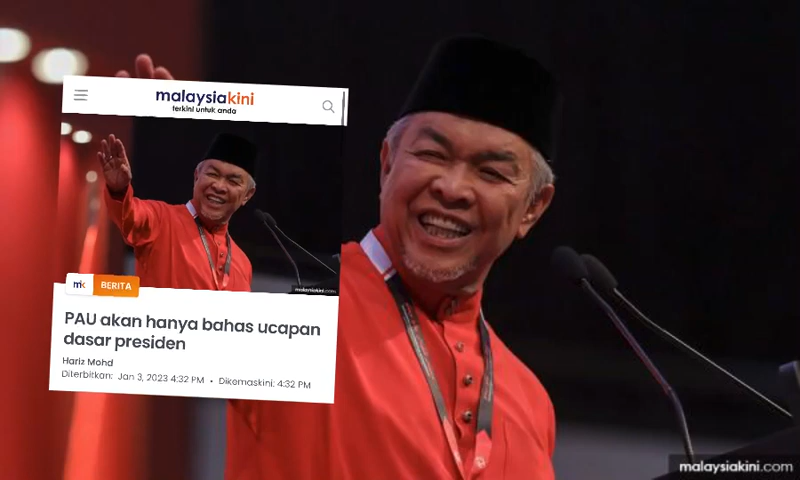 malaysiakini
terkini untuk anda
malaysiakini.com
mk BERITA
PAU akan hanya bahas ucapan
dasar presiden
Hariz Mohd
Diterbitkan: Jan 3, 2023 4:32 PM • Dikemaskini: 4:32 PM
malaysiakini.com